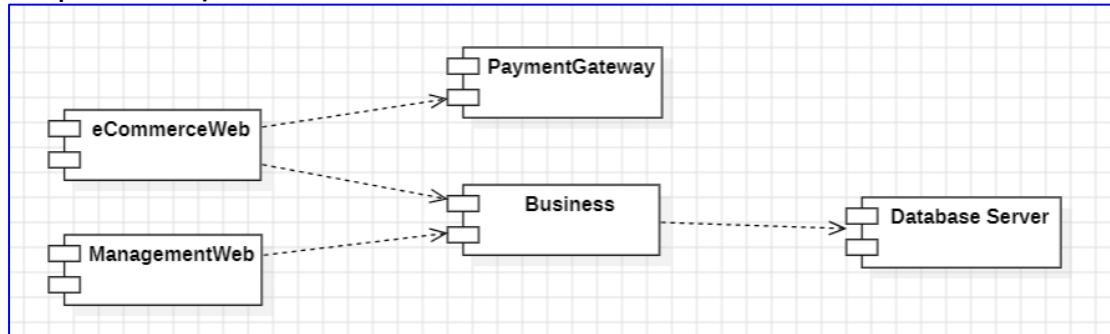 PaymentGateway
eCommerceWeb
Business
Database Server
ManagementWeb